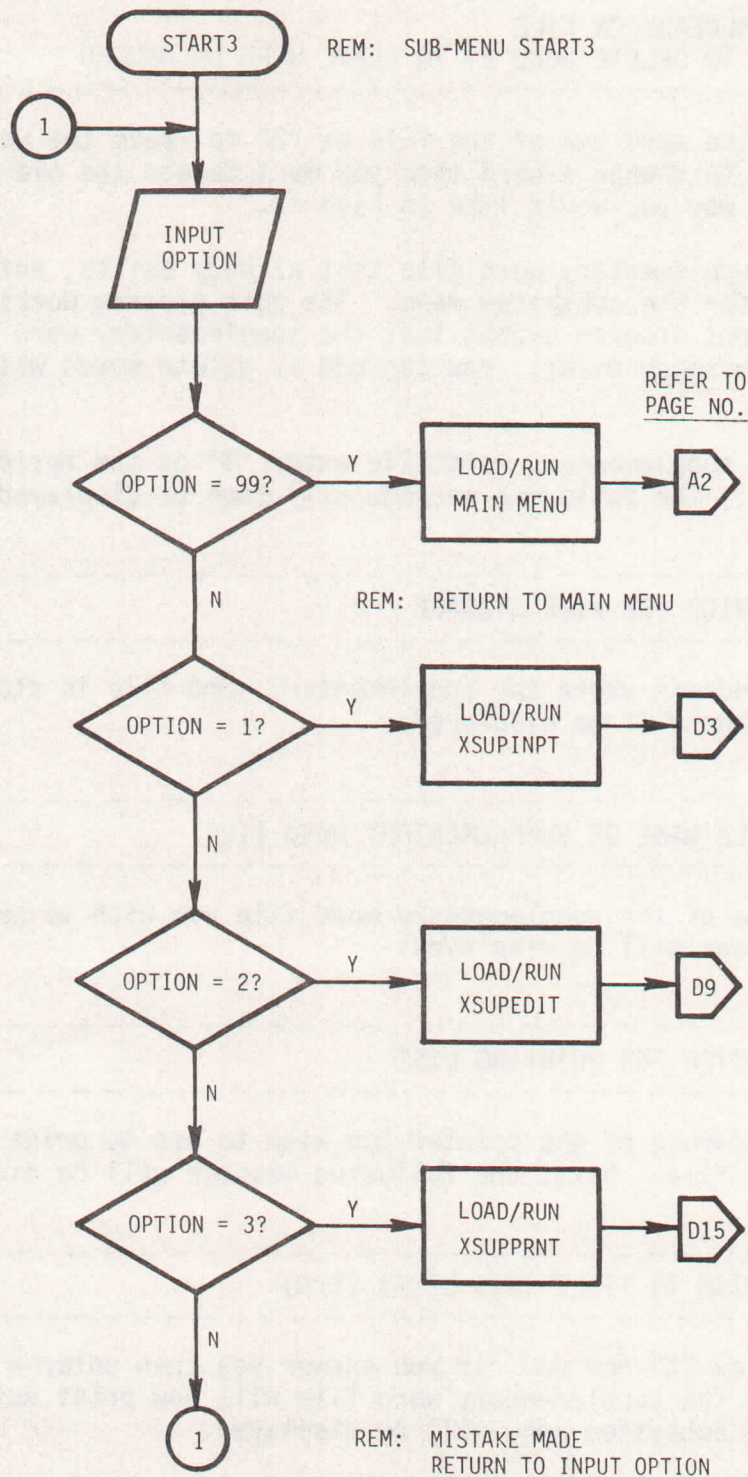 START3
REM: SUB-MENU START3
1
INPUT
OPTION
REFER TO
PAGE NO.
OPTION = 99?
Y
LOAD/RUN
MAIN MENU
A2
N
REM: RETURN TO MAIN MENU
OPTION = 1?
Y
LOAD/RUN
XSUPINPT
D3
N
OPTION = 2?
Y
LOAD/RUN
XSUPEDIT
D9
N
OPTION = 3?
Y
LOAD/RUN
XSUPPRNT
D15
N
1
REM: MISTAKE MADE
RETURN TO INPUT OPTION